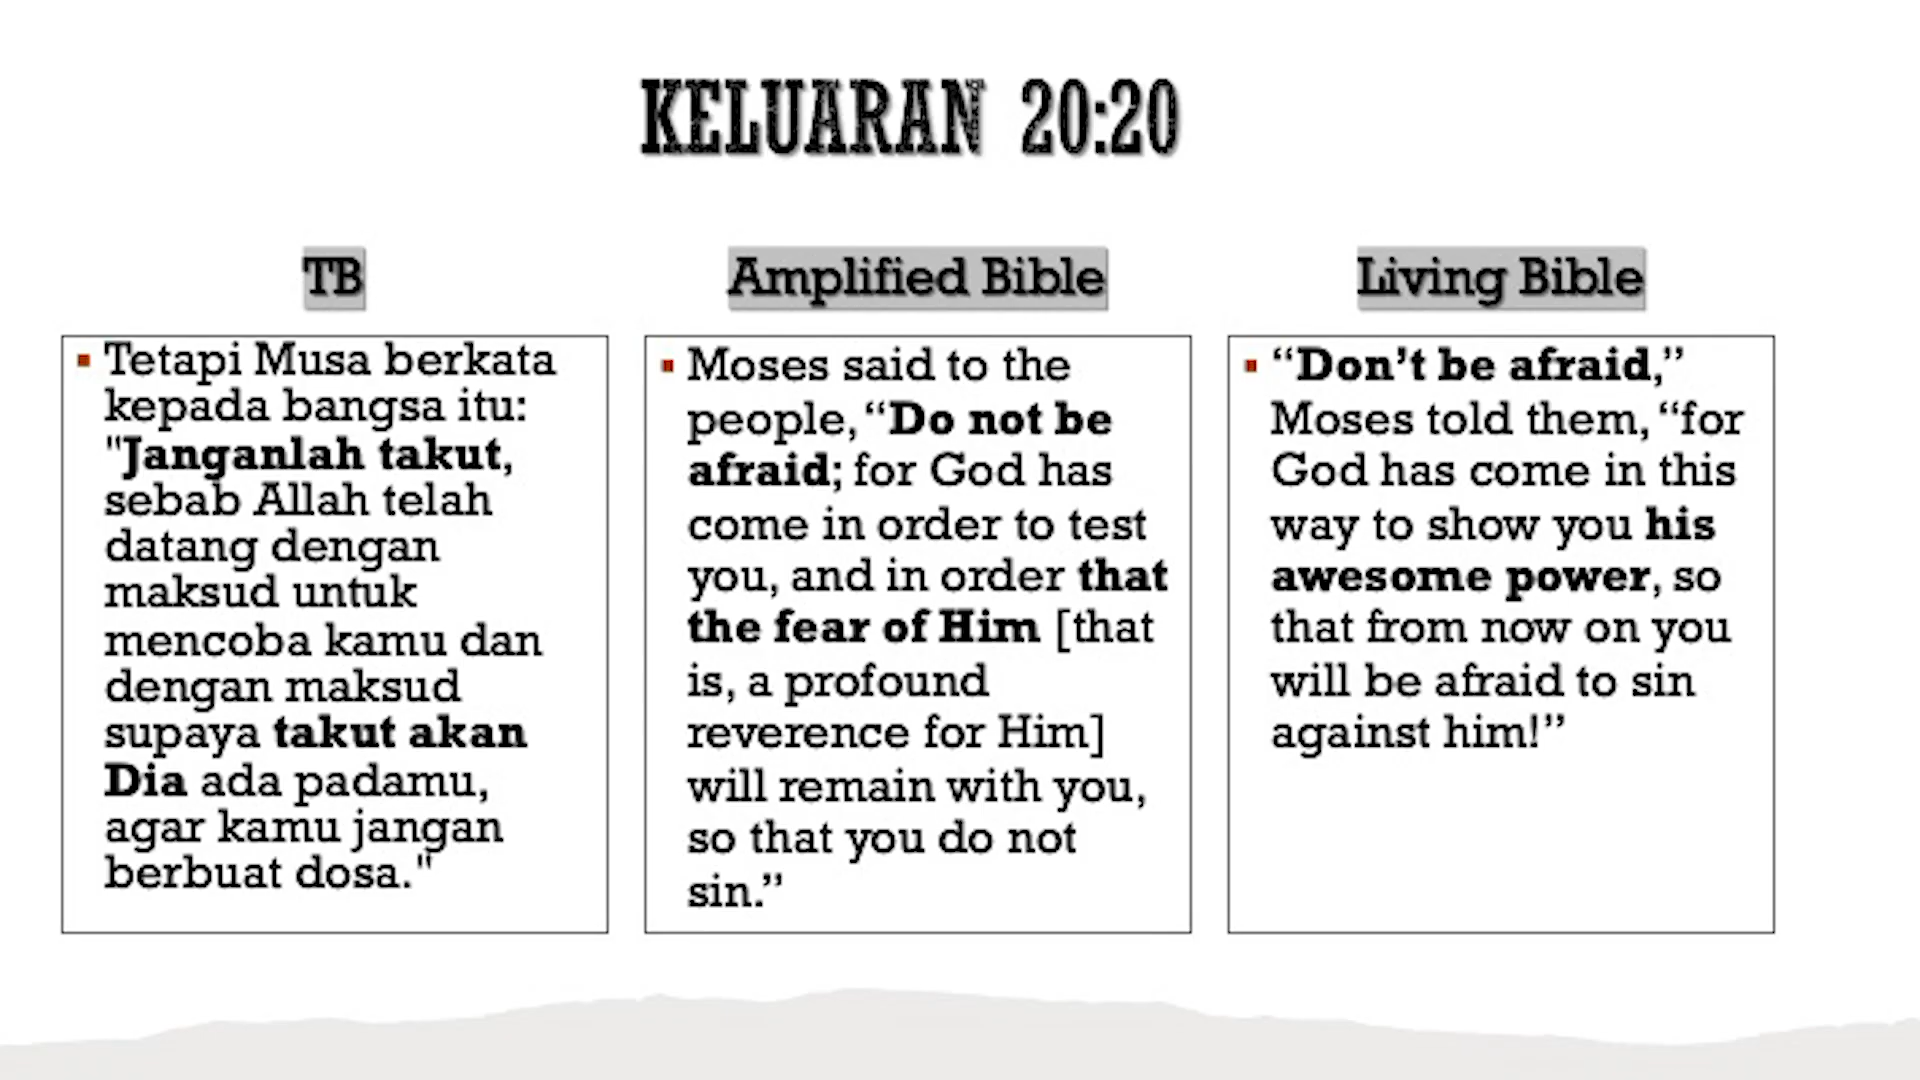 KELUARAN 20:20
TB
▪ Tetapi Musa berkata
kepada bangsa itu:
"Janganlah takut,
sebab Allah telah
datang dengan
maksud untuk
mencoba kamu dan
dengan maksud
supaya takut akan
Dia ada padamu,
agar kamu jangan
berbuat dosa."
Amplified Bible
▪ Moses said to the
people, “Do not be
afraid; for God has
come in order to test
you, and in order that
the fear of Him [that
is, a profound
reverence for Him]
will remain with you,
so that you do not
sin.”
Living Bible
▪ “Don’t be afraid,”
Moses told them, “for
God has come in this
way to show you his
awesome power, so
that from now on you
will be afraid to sin
against him!”